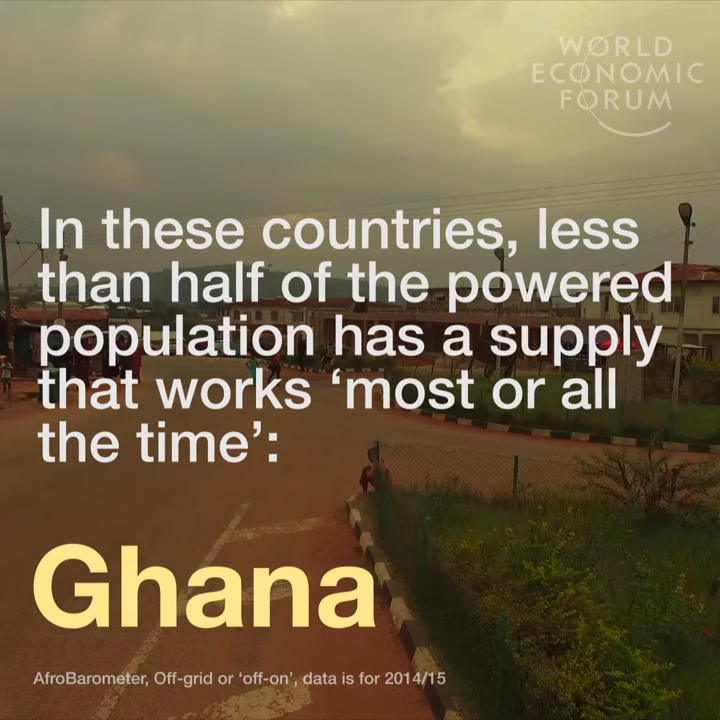 WORLD
ECONOMIC
FORUM
In these countries, less
than half of the powered
population has a supply
that works ‘most or all
the time’:
Ghana
AfroBarometer, Off-grid or ‘off-on’, data is for 2014/15